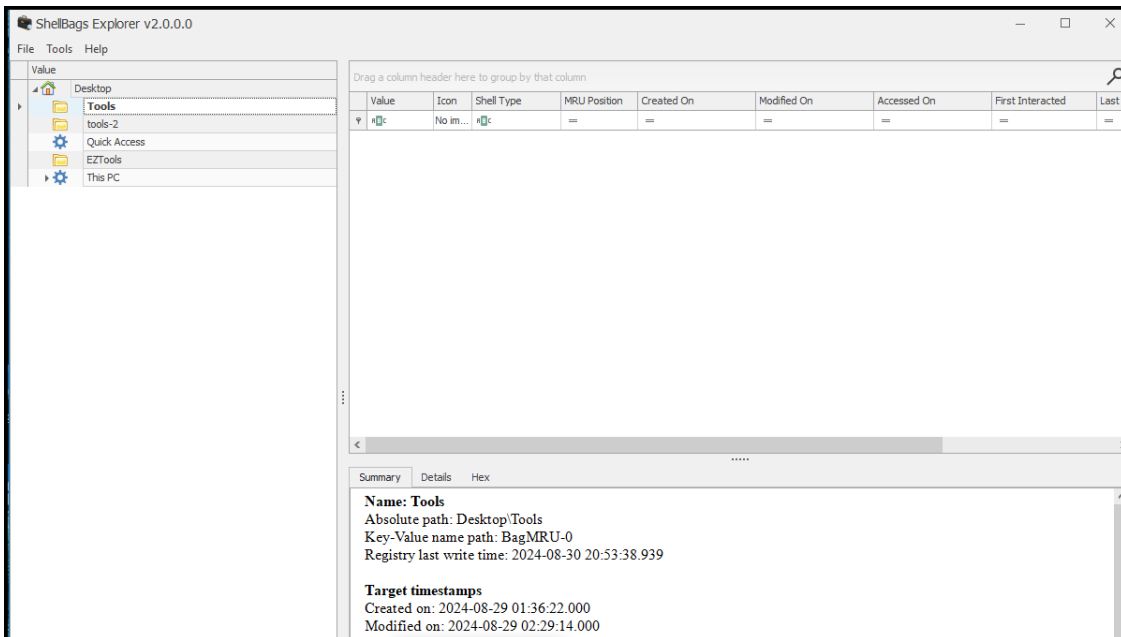 ShellBags Explorer v2.0.0.0
File Tools Help
Value
Desktop
Tools
tools-2
Quick Access
EZTools
This PC
Drag a column header here to group by that column
Value Icon Shell Type MRU Position Created On Modified On Accessed On First Interacted Last
No im... = = = = = =
Summary Details Hex
Name: Tools
Absolute path: Desktop\Tools
Key-Value name path: BagMRU-0
Registry last write time: 2024-08-30 20:53:38.939
Target timestamps
Created on: 2024-08-29 01:36:22.000
Modified on: 2024-08-29 02:29:14.000